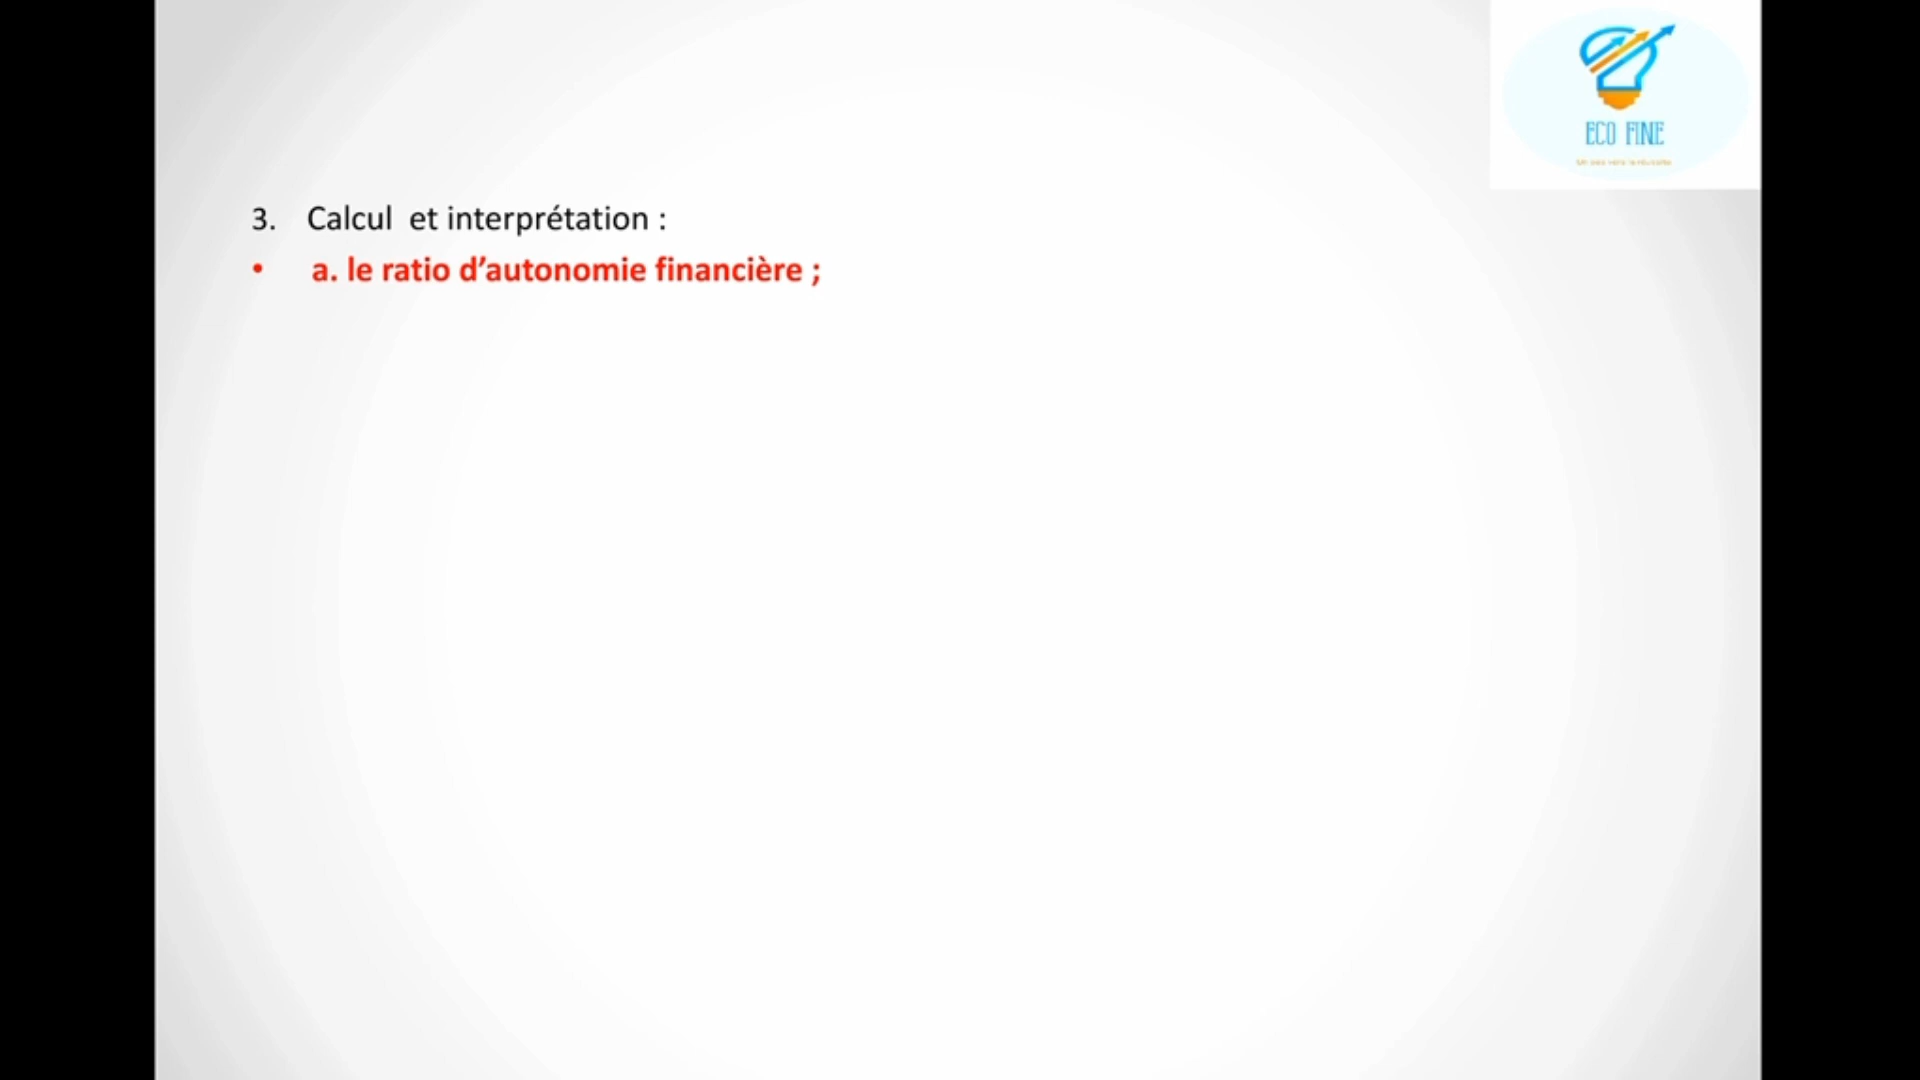 ECO FINE
3. Calcul et interprétation :
• a. le ratio d’autonomie financière ;